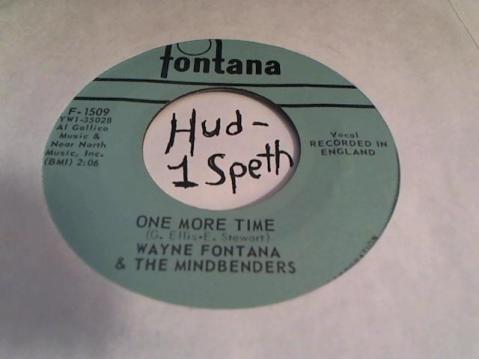 fontana
F-1509
YW1-35028
Al Gallico
Music &
Near North
Music, Inc.
(BMI) 2:06
Vocal
RECORDED IN
ENGLAND
Hud-
1 Speth
ONE MORE TIME
(G. Ellis-E. Stewart)
WAYNE FONTANA
& THE MINDBENDERS